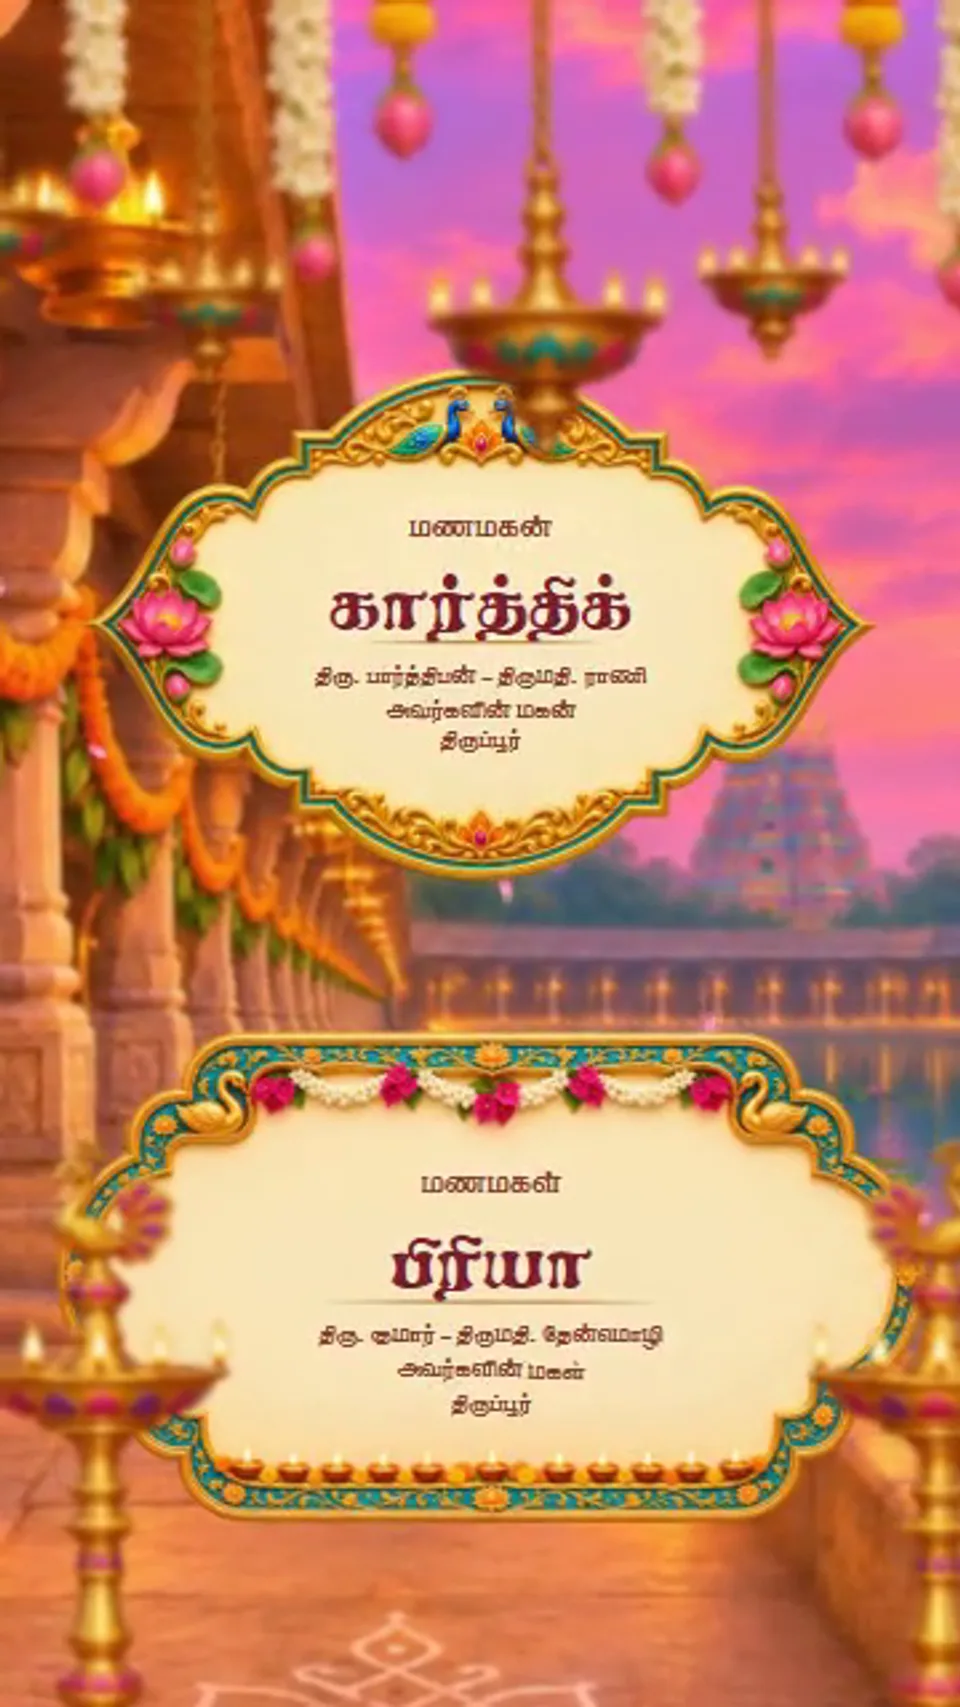 மணமகன்
கார்த்திக்
திரு. பார்த்திபன் – திருமதி. ராணி
அவர்களின் மகன்
திருப்பூர்
மணமகள்
பிரியா
திரு. குமார் – திருமதி. தேன்மொழி
அவர்களின் மகள்
திருப்பூர்